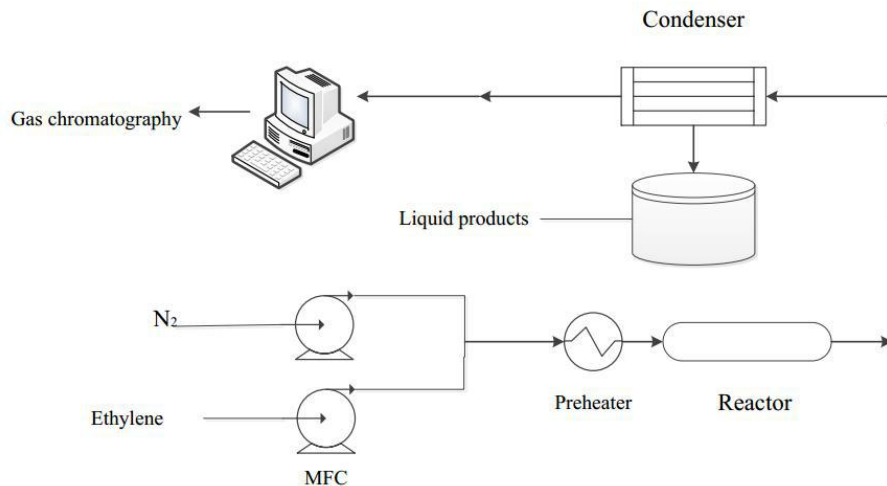 Condenser
Gas chromatography
Liquid products
N₂
Preheater
Reactor
Ethylene
MFC